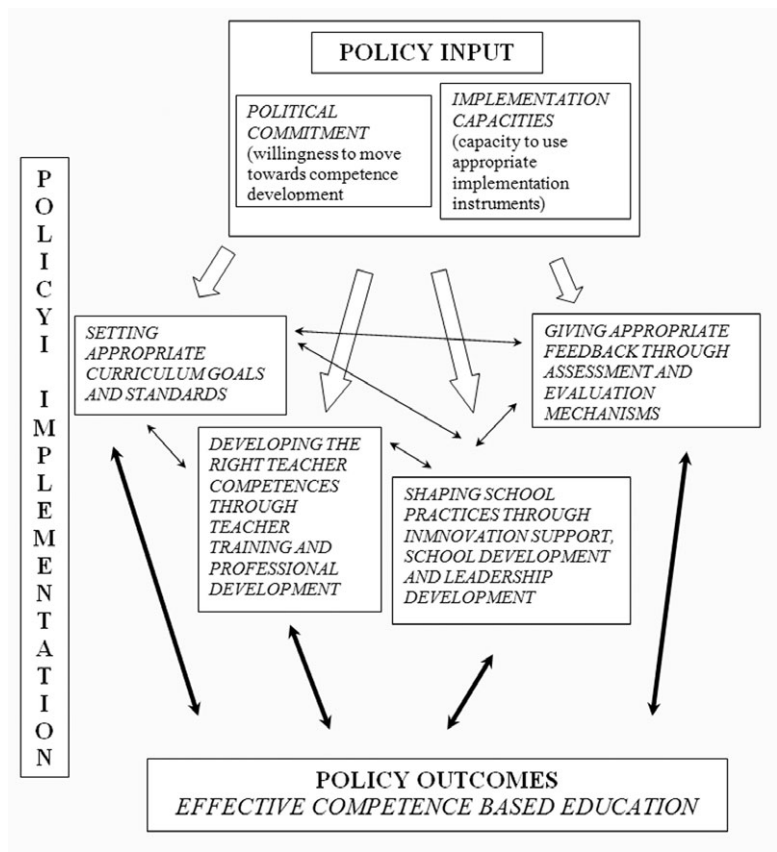 POLICY INPUT
POLITICAL
COMMITMENT
(willingness to move
towards competence
development
IMPLEMENTATION
CAPACITIES
(capacity to use
appropriate
implementation
instruments)
POLICYI IMPLEMENTATION
SETTING
APPROPRIATE
CURRICULUM GOALS
AND STANDARDS
GIVING APPROPRIATE
FEEDBACK THROUGH
ASSESSMENT AND
EVALUATION
MECHANISMS
DEVELOPING THE
RIGHT TEACHER
COMPETENCES
THROUGH
TEACHER
TRAINING AND
PROFESSIONAL
DEVELOPMENT
SHAPING SCHOOL
PRACTICES THROUGH
INMNOVATION SUPPORT,
SCHOOL DEVELOPMENT
AND LEADERSHIP
DEVELOPMENT
POLICY OUTCOMES
EFFECTIVE COMPETENCE BASED EDUCATION